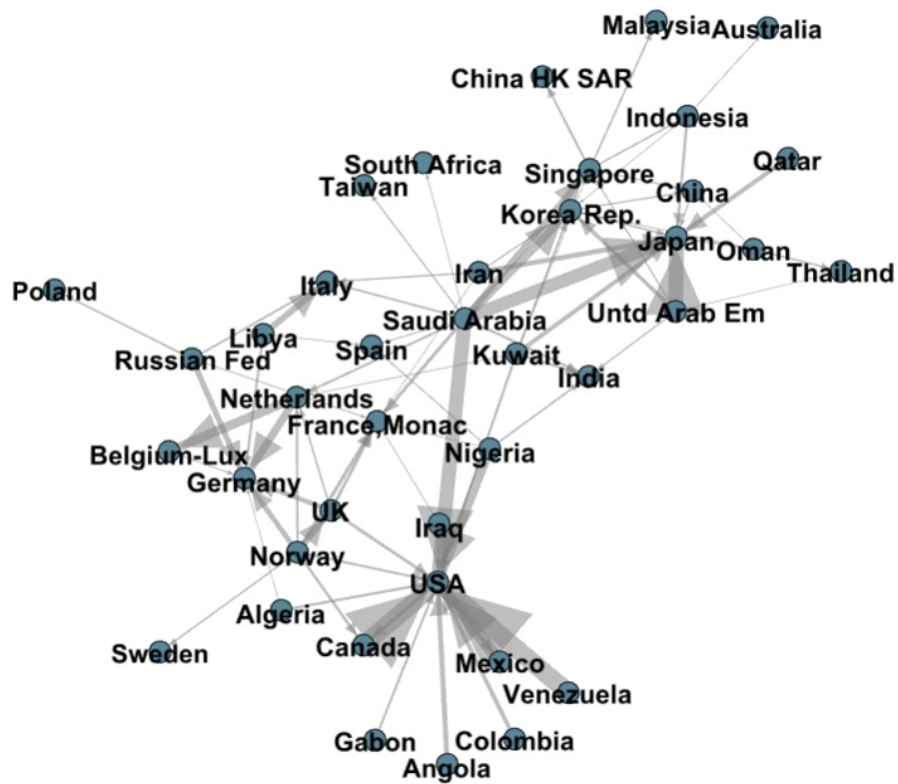 Malaysia
Australia
China HK SAR
Indonesia
South Africa
Singapore
Qatar
Taiwan
China
Korea Rep.
Japan
Oman
Iran
Thailand
Poland
Italy
Saudi Arabia
Untd Arab Em
Libya
Spain
Kuwait
Russian Fed
India
Netherlands
France,Monac
Belgium-Lux
Nigeria
Germany
UK
Iraq
Norway
USA
Algeria
Canada
Sweden
Mexico
Venezuela
Gabon
Colombia
Angola